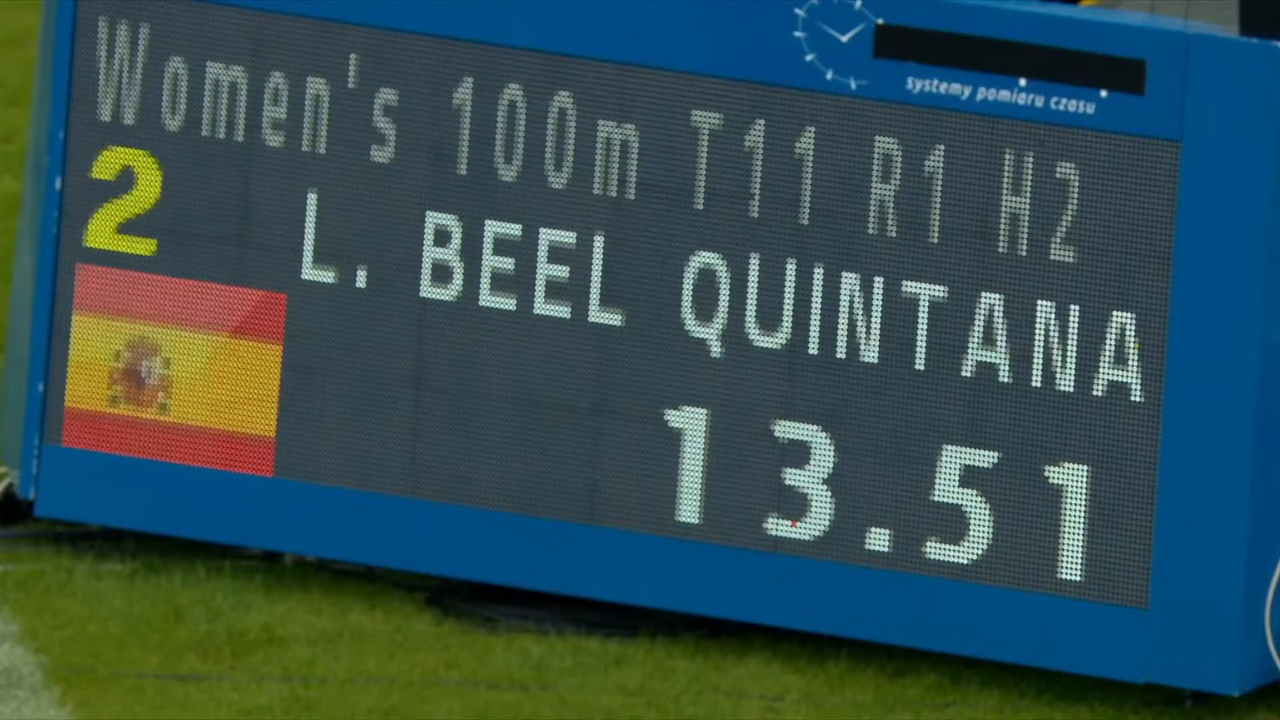 systemy pomiaru czasu
Women's 100m T11 R1 H2
2 L. BEEL QUINTANA
13.51